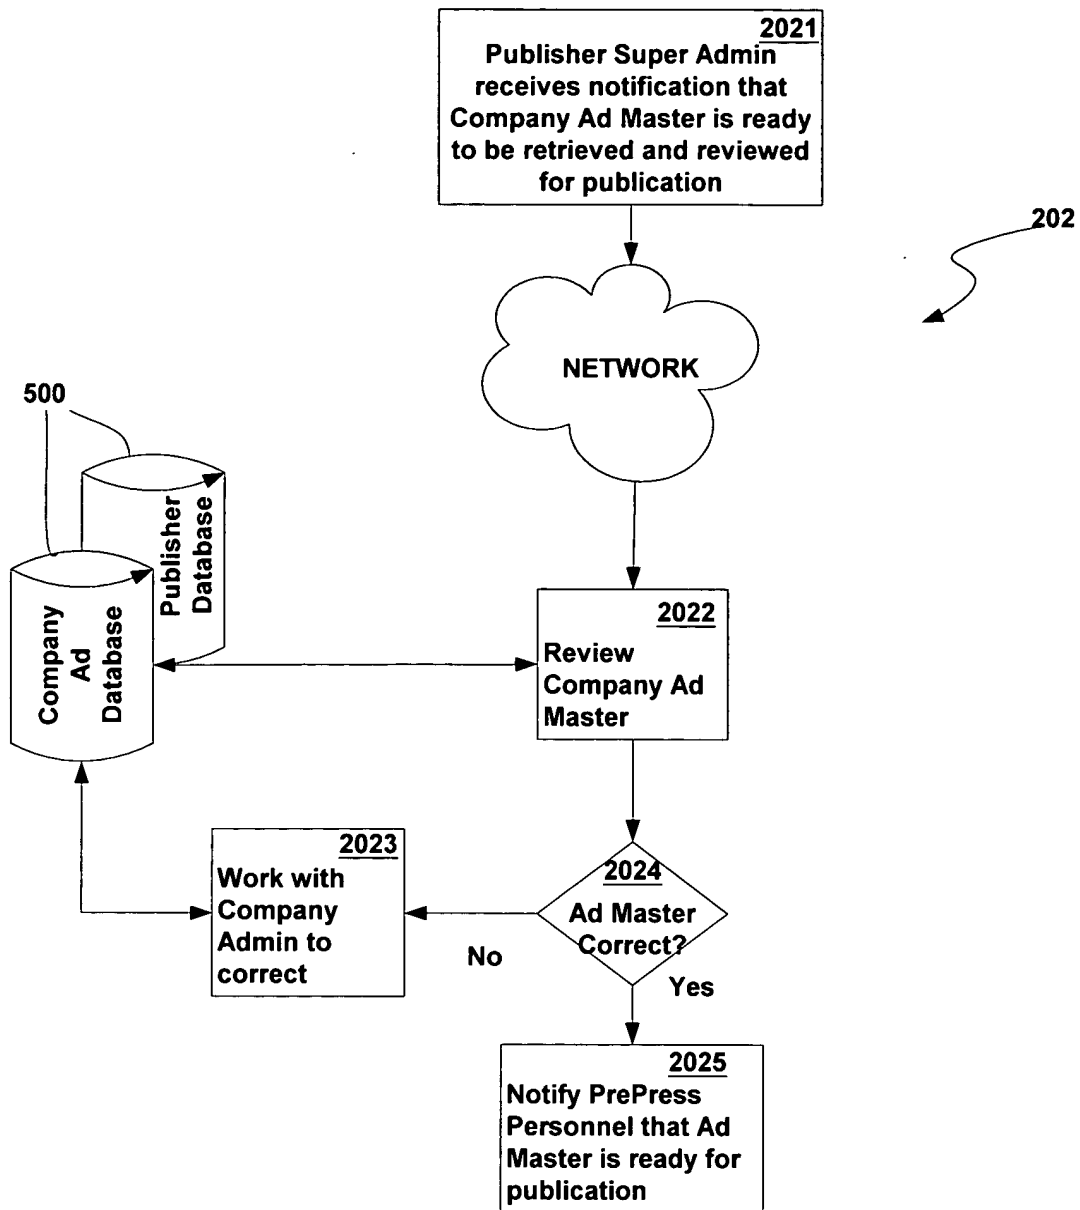 2021
Publisher Super Admin
receives notification that
Company Ad Master is ready
to be retrieved and reviewed
for publication
202
NETWORK
500
Publisher
Database
Company
Ad
Database
2022
Review
Company Ad
Master
2023
Work with
Company
Admin to
correct
2024
Ad Master
Correct?
No
Yes
2025
Notify PrePress
Personnel that Ad
Master is ready for
publication